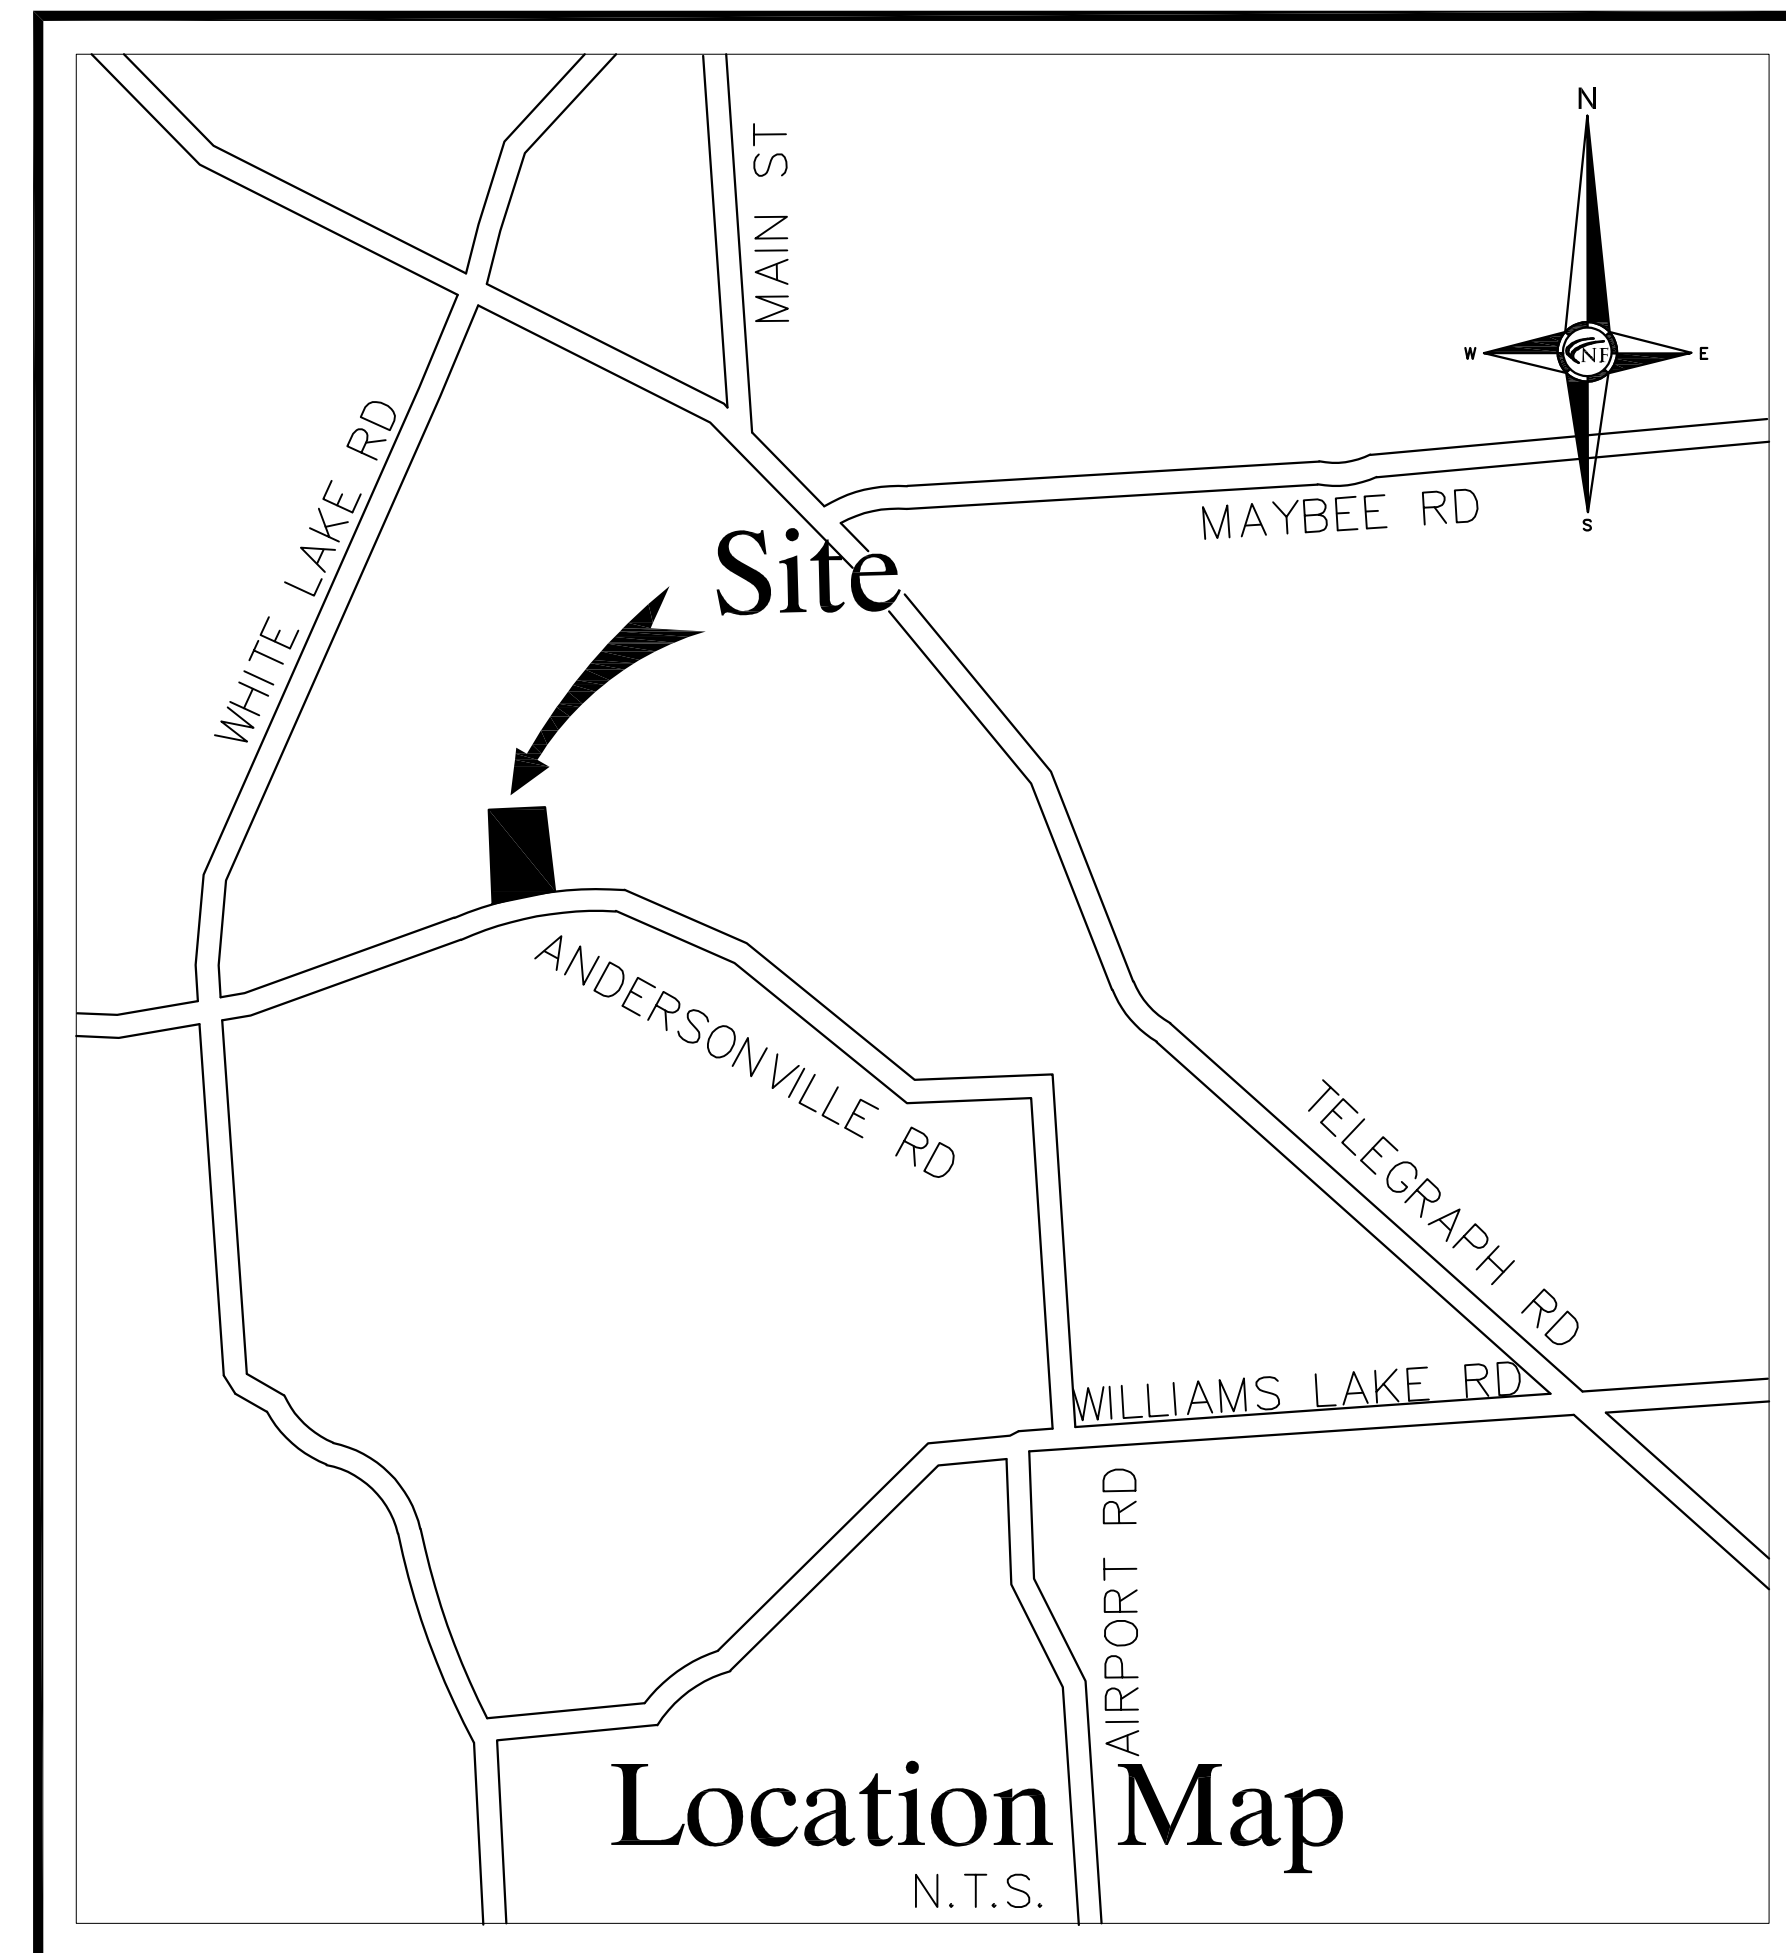 N
MAIN ST
W
NF
E
WHITE LAKE RD
MAYBEE RD
S
Site
ANDERSONVILLE RD
TELEGRAPH RD
WILLIAMS LAKE RD
AIRPORT RD
Location Map
N.T.S.